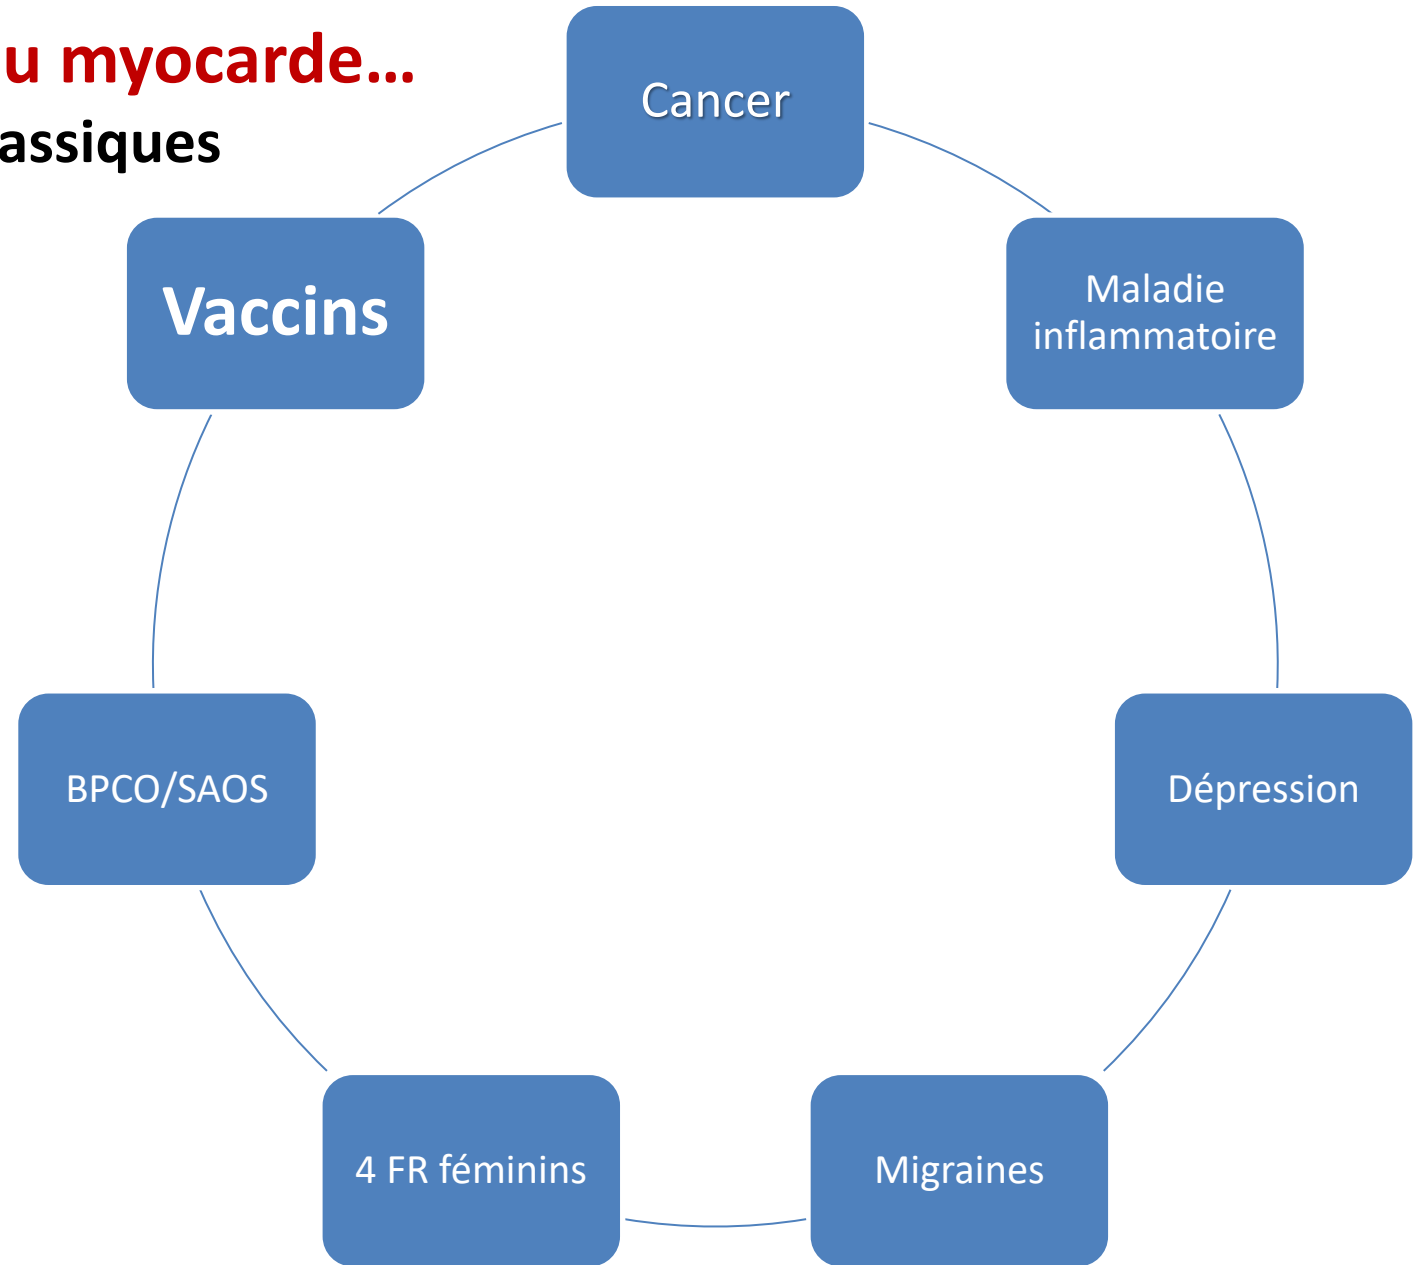 u myocarde…
assiques
Cancer
Vaccins
Maladie
inflammatoire
BPCO/SAOS
Dépression
4 FR féminins
Migraines